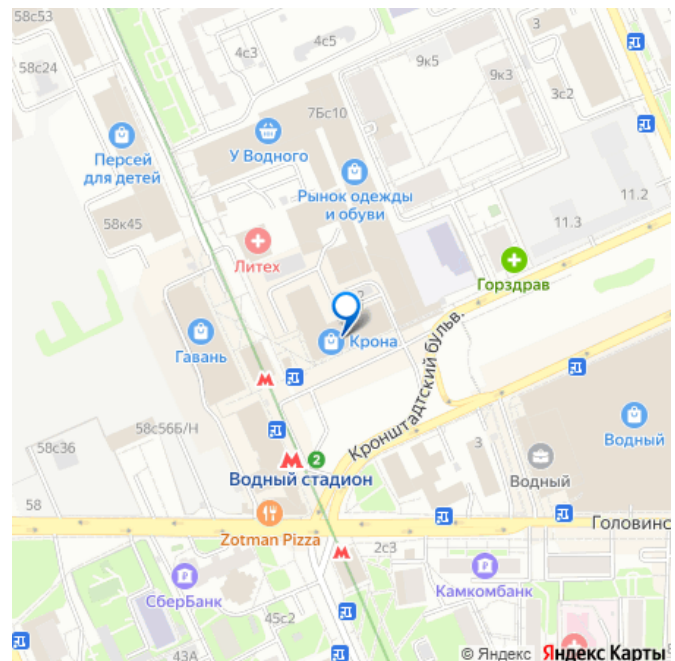 58с53
4с3
4с5
9к5
3
58с24
9к3
3с2
7Бс10
Персей
для детей
У Водного
Рынок одежды
и обуви
11.2
11.3
58к45
Литех
Горздрав
2
Гавань
Крона
Кронштадтский бульв.
58с56Б/Н
58с36
3
Водный
2
Водный стадион
Водный
58
Zotman Pizza
Головинс
2с3
СберБанк
Камкомбанк
45с2
43А
© Яндекс Яндекс Карты